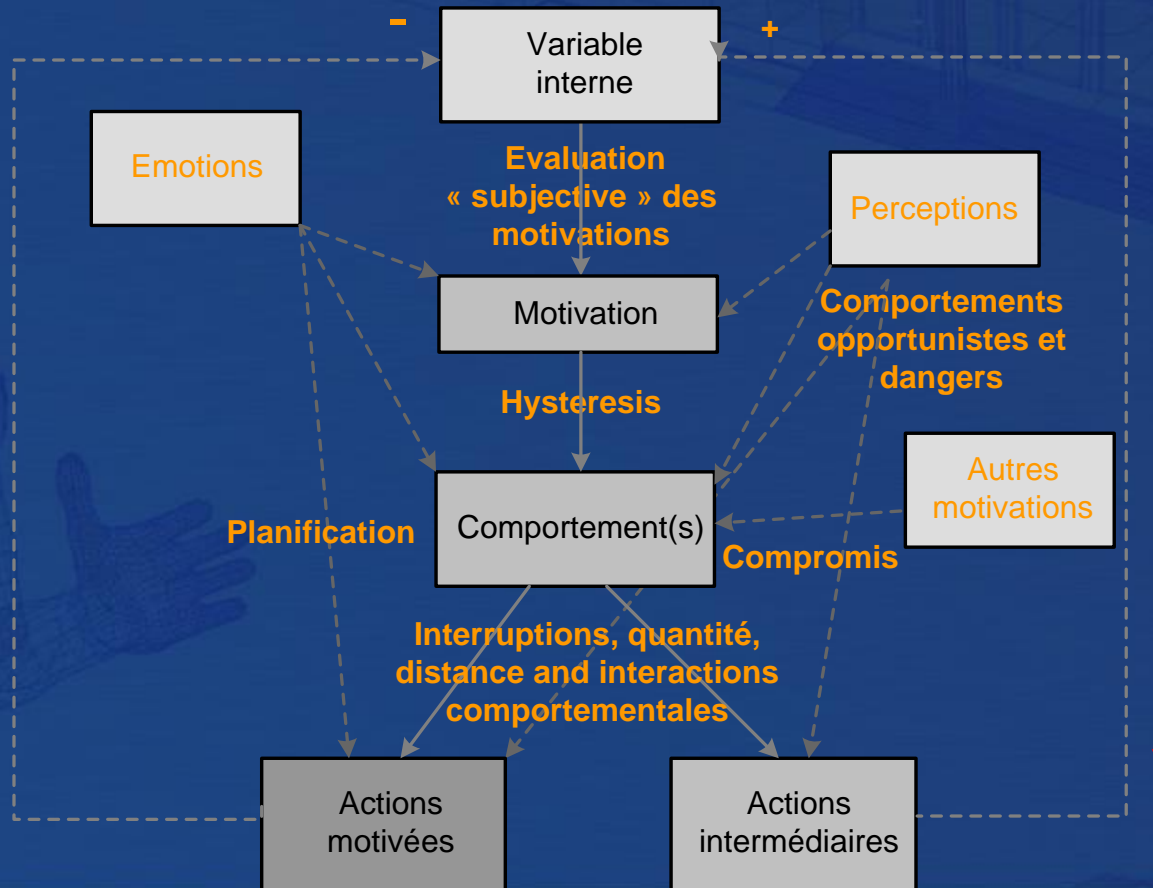 -
+
Variable
interne
Emotions
Evaluation
« subjective » des
motivations
Perceptions
Motivation
Comportements
opportunistes et
dangers
Hysteresis
Autres
motivations
Planification
Comportement(s)
Compromis
Interruptions, quantité,
distance and interactions
comportementales
Actions
motivées
Actions
intermédiaires